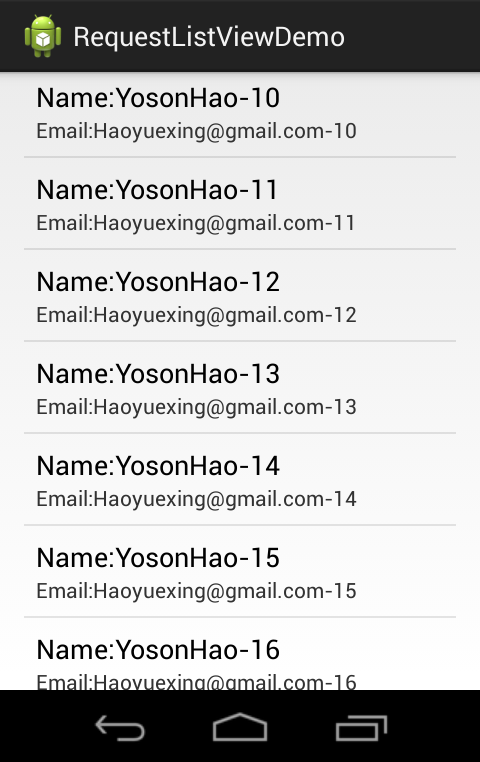 RequestListViewDemo
Name:YosonHao-10
Email:Haoyuexing@gmail.com-10
Name:YosonHao-11
Email:Haoyuexing@gmail.com-11
Name:YosonHao-12
Email:Haoyuexing@gmail.com-12
Name:YosonHao-13
Email:Haoyuexing@gmail.com-13
Name:YosonHao-14
Email:Haoyuexing@gmail.com-14
Name:YosonHao-15
Email:Haoyuexing@gmail.com-15
Name:YosonHao-16
Email:Haoyuexing@gmail.com-16